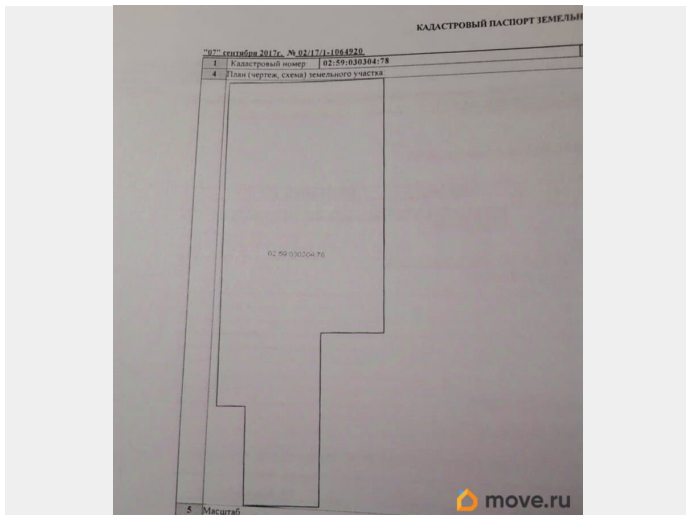 КАДАСТРОВЫЙ ПАСПОРТ ЗЕМЕЛЬН
"07" сентября 2017г. № 02/17/1-1064920
1 Кадастровый номер 02:59:030304:78
4 План (чертеж, схема) земельного участка
02:59:030304:78
5 Масштаб
move.ru